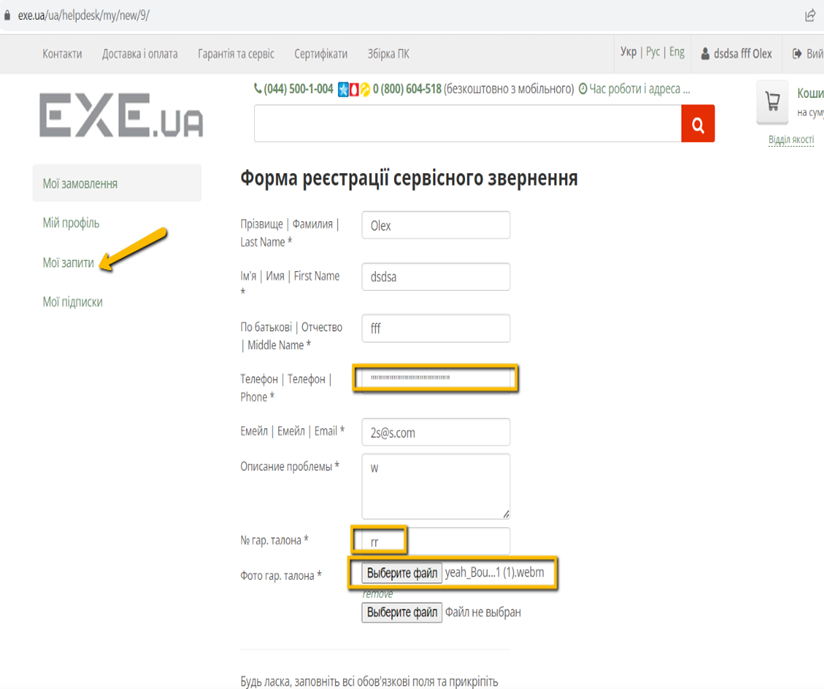 exe.ua/ua/helpdesk/my/new/9/
Контакти Доставка і оплата Гарантія та сервіс Сертифікати Збірка ПК Укр | Рус | Eng dsdsa fff Olex Вий
(044) 500-1-004 0 (800) 604-518 (безкоштовно з мобільного) Час роботи і адреса ...
EXE.UA
Коши
на суму
Відділ якості
Мої замовлення
Мій профіль
Мої запити
Мої підписки
Форма реєстрації сервісного звернення
Прізвище | Фамилия |
Last Name *
Olex
Ім'я | Имя | First Name
*
dsdsa
По батькові | Отчество
| Middle Name *
fff
Телефон | Телефон |
Phone *
Емейл | Емейл | Email *
2s@s.com
Описание проблемы *
w
№ гар. талона *
rr
Фото гар. талона *
Выберите файл yeah_Bou...1 (1).webm
remove
Выберите файл Файл не выбран
Будь ласка, заповніть всі обов'язкові поля та прикріпіть